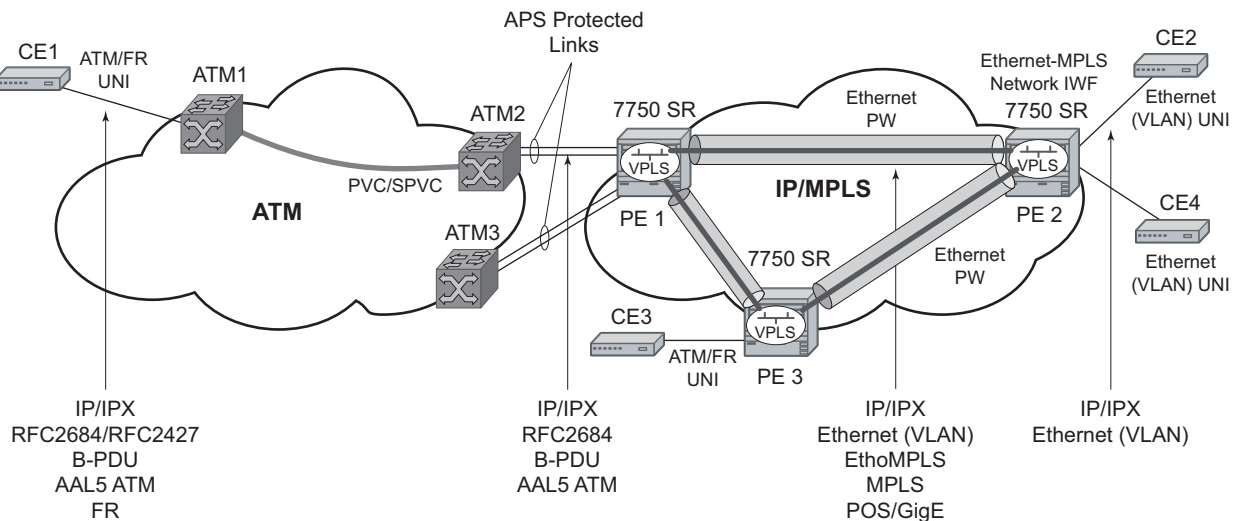 APS Protected
Links
CE1
ATM/FR
UNI
ATM1
ATM2
PVC/SPVC
ATM
ATM3
7750 SR
VPLS
PE 1
Ethernet
PW
IP/MPLS
Ethernet-MPLS
Network IWF
7750 SR
VPLS
PE 2
CE2
Ethernet
(VLAN) UNI
CE4
Ethernet
(VLAN) UNI
Ethernet
PW
7750 SR
VPLS
PE 3
CE3
ATM/FR
UNI
IP/IPX
RFC2684/RFC2427
B-PDU
AAL5 ATM
FR
IP/IPX
RFC2684
B-PDU
AAL5 ATM
IP/IPX
Ethernet (VLAN)
EthoMPLS
MPLS
POS/GigE
IP/IPX
Ethernet (VLAN)